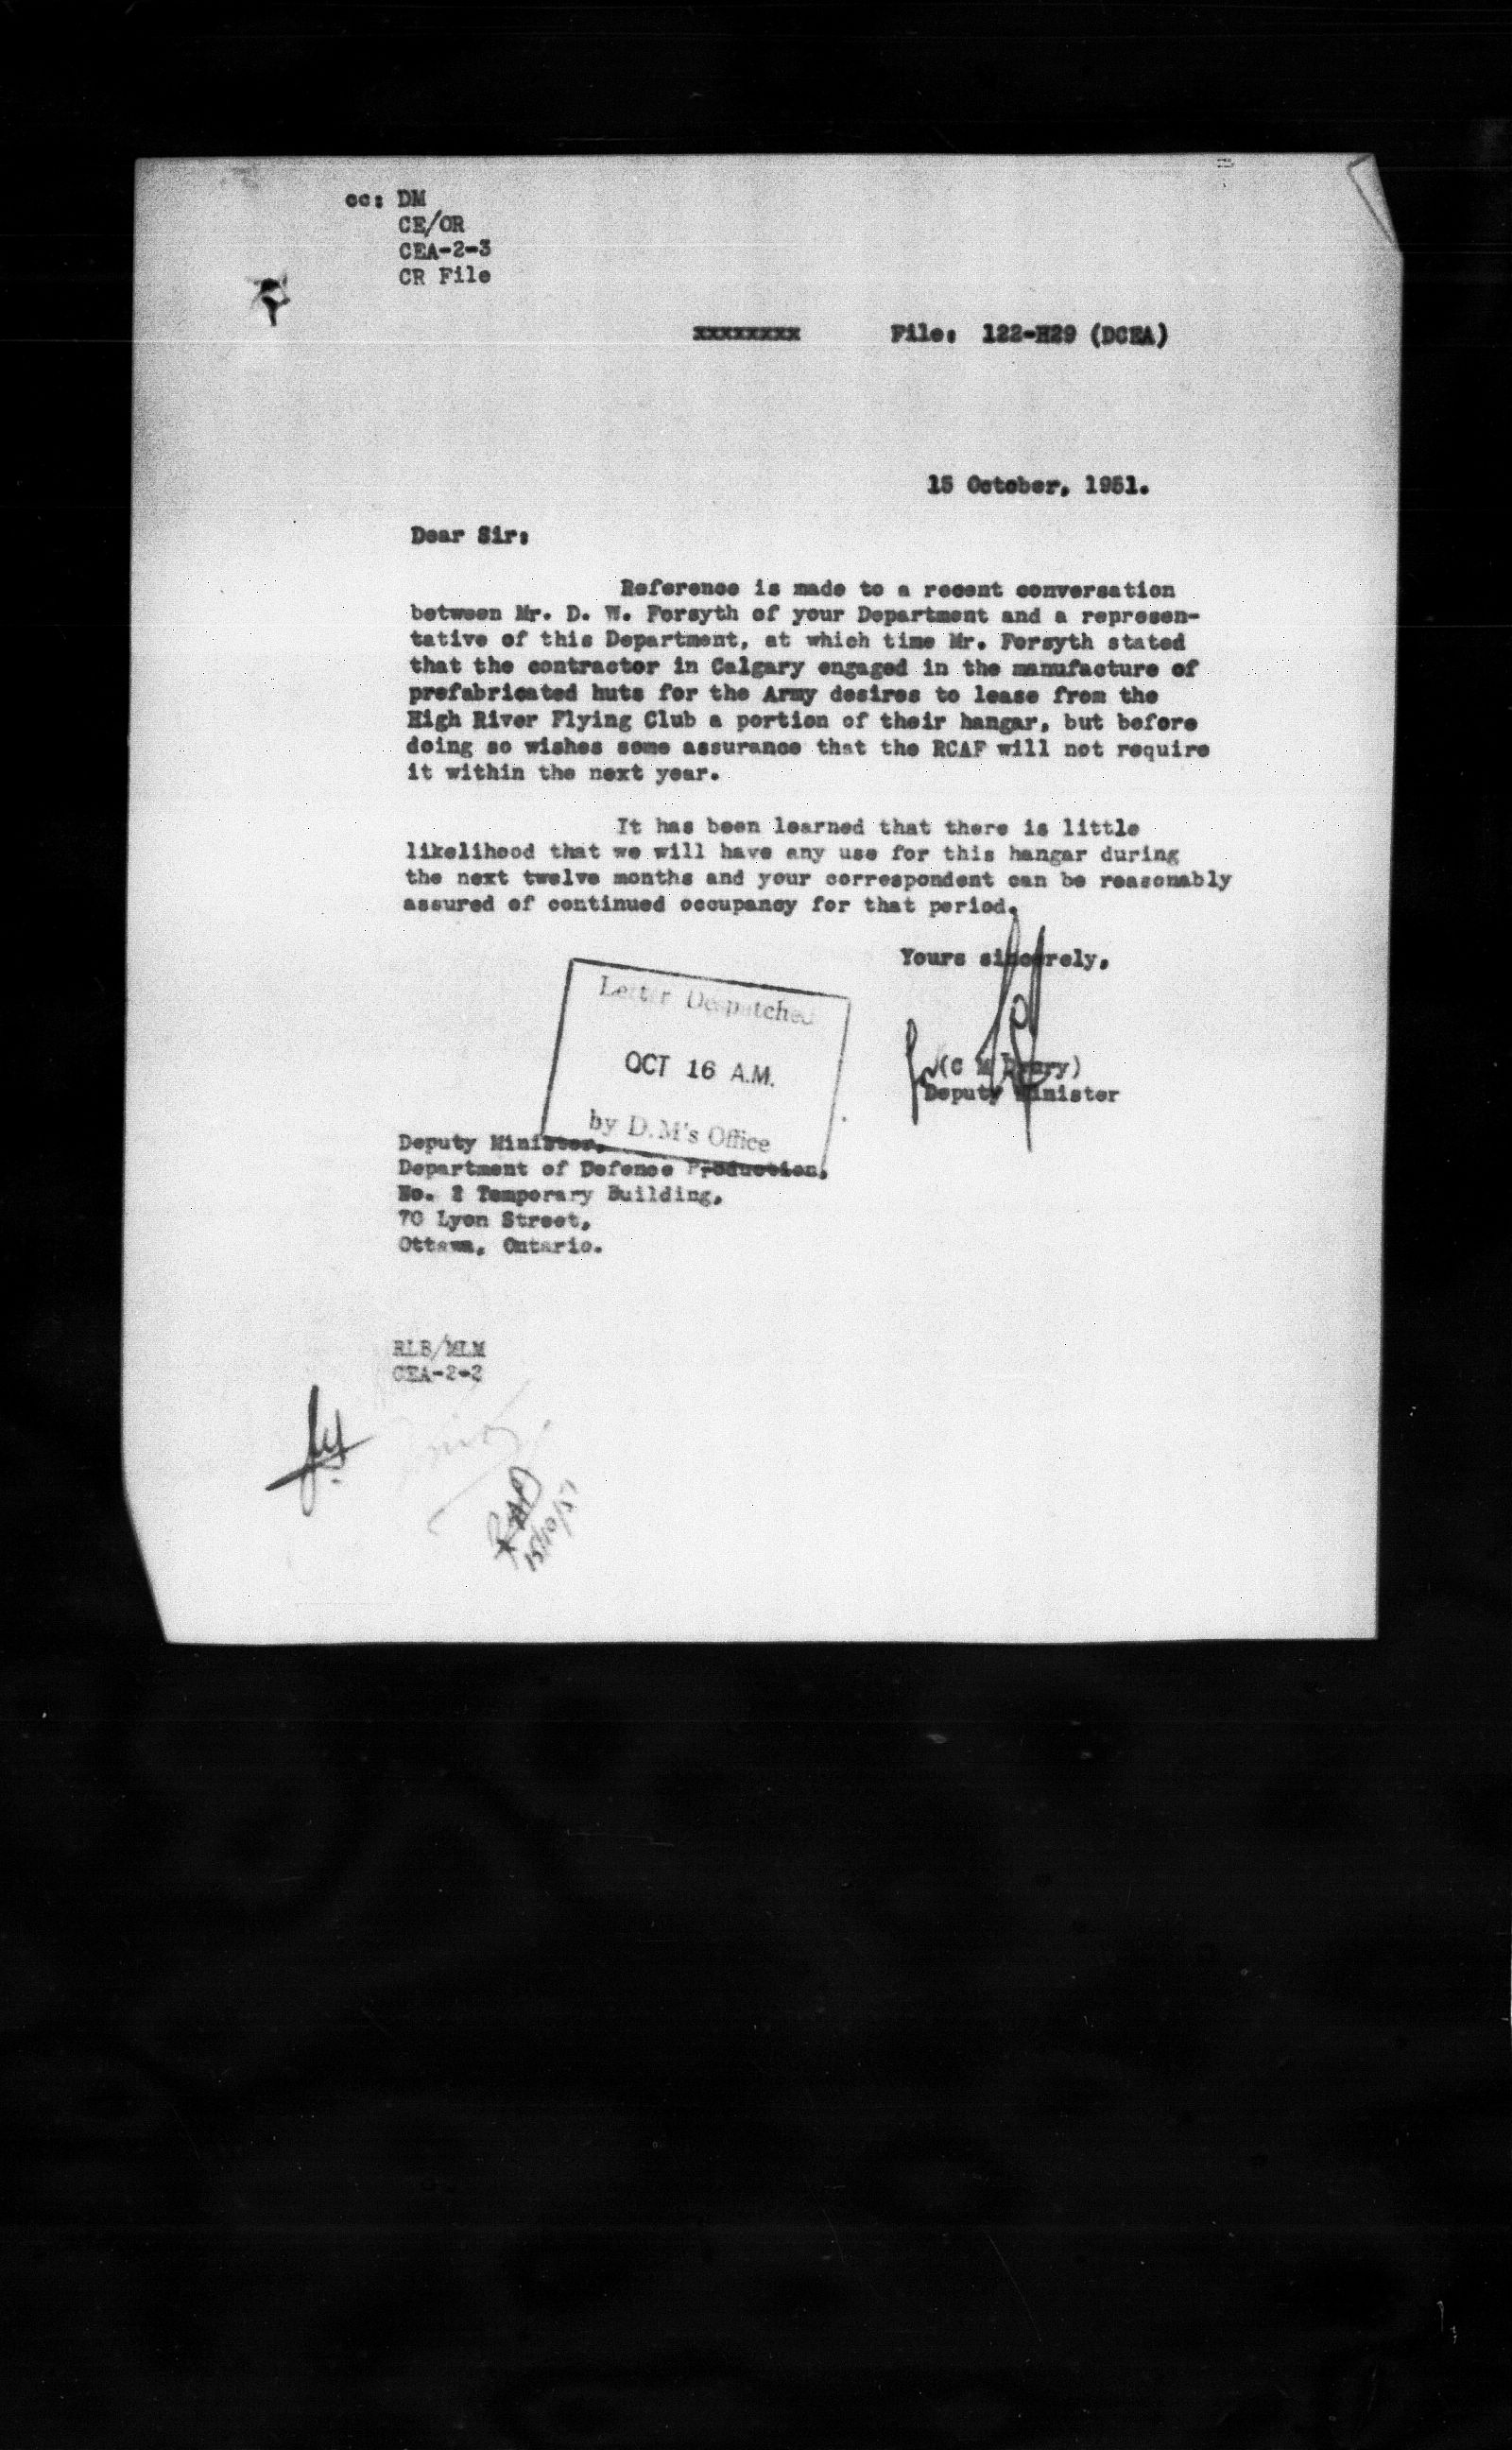 cc: DM
CE/OR
CEA-2-3
CR File
xxxxxxxx File: 122-H29 (DCEA)
15 October, 1951.
Dear Sir:
Reference is made to a recent conversation
between Mr. D. W. Forsyth of your Department and a represen-
tative of this Department, at which time Mr. Forsyth stated
that the contractor in Calgary engaged in the manufacture of
prefabricated huts for the Army desires to lease from the
High River Flying Club a portion of their hangar, but before
doing so wishes some assurance that the RCAF will not require
it within the next year.
It has been learned that there is little
likelihood that we will have any use for this hangar during
the next twelve months and your correspondent can be reasonably
assured of continued occupancy for that period.
Yours sincerely,
Letter Despatched
OCT 16 A.M.
by D.M's Office
(C M Drury)
Deputy Minister
Deputy Minister,
Department of Defence Production,
No. 2 Temporary Building,
70 Lyon Street,
Ottawa, Ontario.
RLB/MLM
CEA-2-2
15/10/51